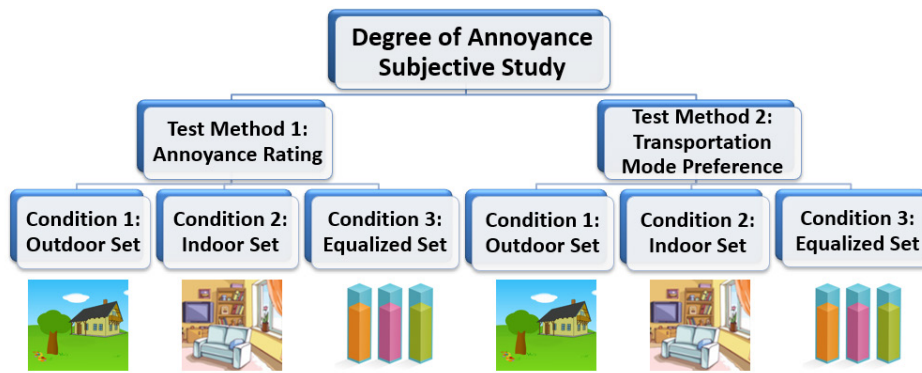 Degree of Annoyance
Subjective Study
Test Method 1:
Annoyance Rating
Test Method 2:
Transportation
Mode Preference
Condition 1:
Outdoor Set
Condition 2:
Indoor Set
Condition 3:
Equalized Set
Condition 1:
Outdoor Set
Condition 2:
Indoor Set
Condition 3:
Equalized Set